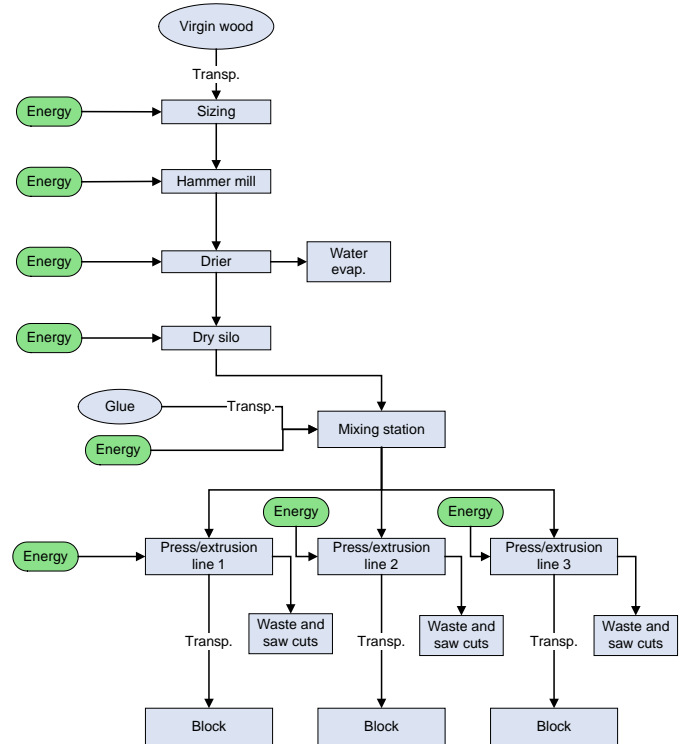 Virgin wood
Transp.
Energy
Sizing
Energy
Hammer mill
Energy
Drier
Water
evap.
Energy
Dry silo
Glue
Transp.
Mixing station
Energy
Energy
Energy
Energy
Press/extrusion
line 1
Press/extrusion
line 2
Press/extrusion
line 3
Waste and
saw cuts
Waste and
saw cuts
Waste and
saw cuts
Transp.
Transp.
Transp.
Block
Block
Block